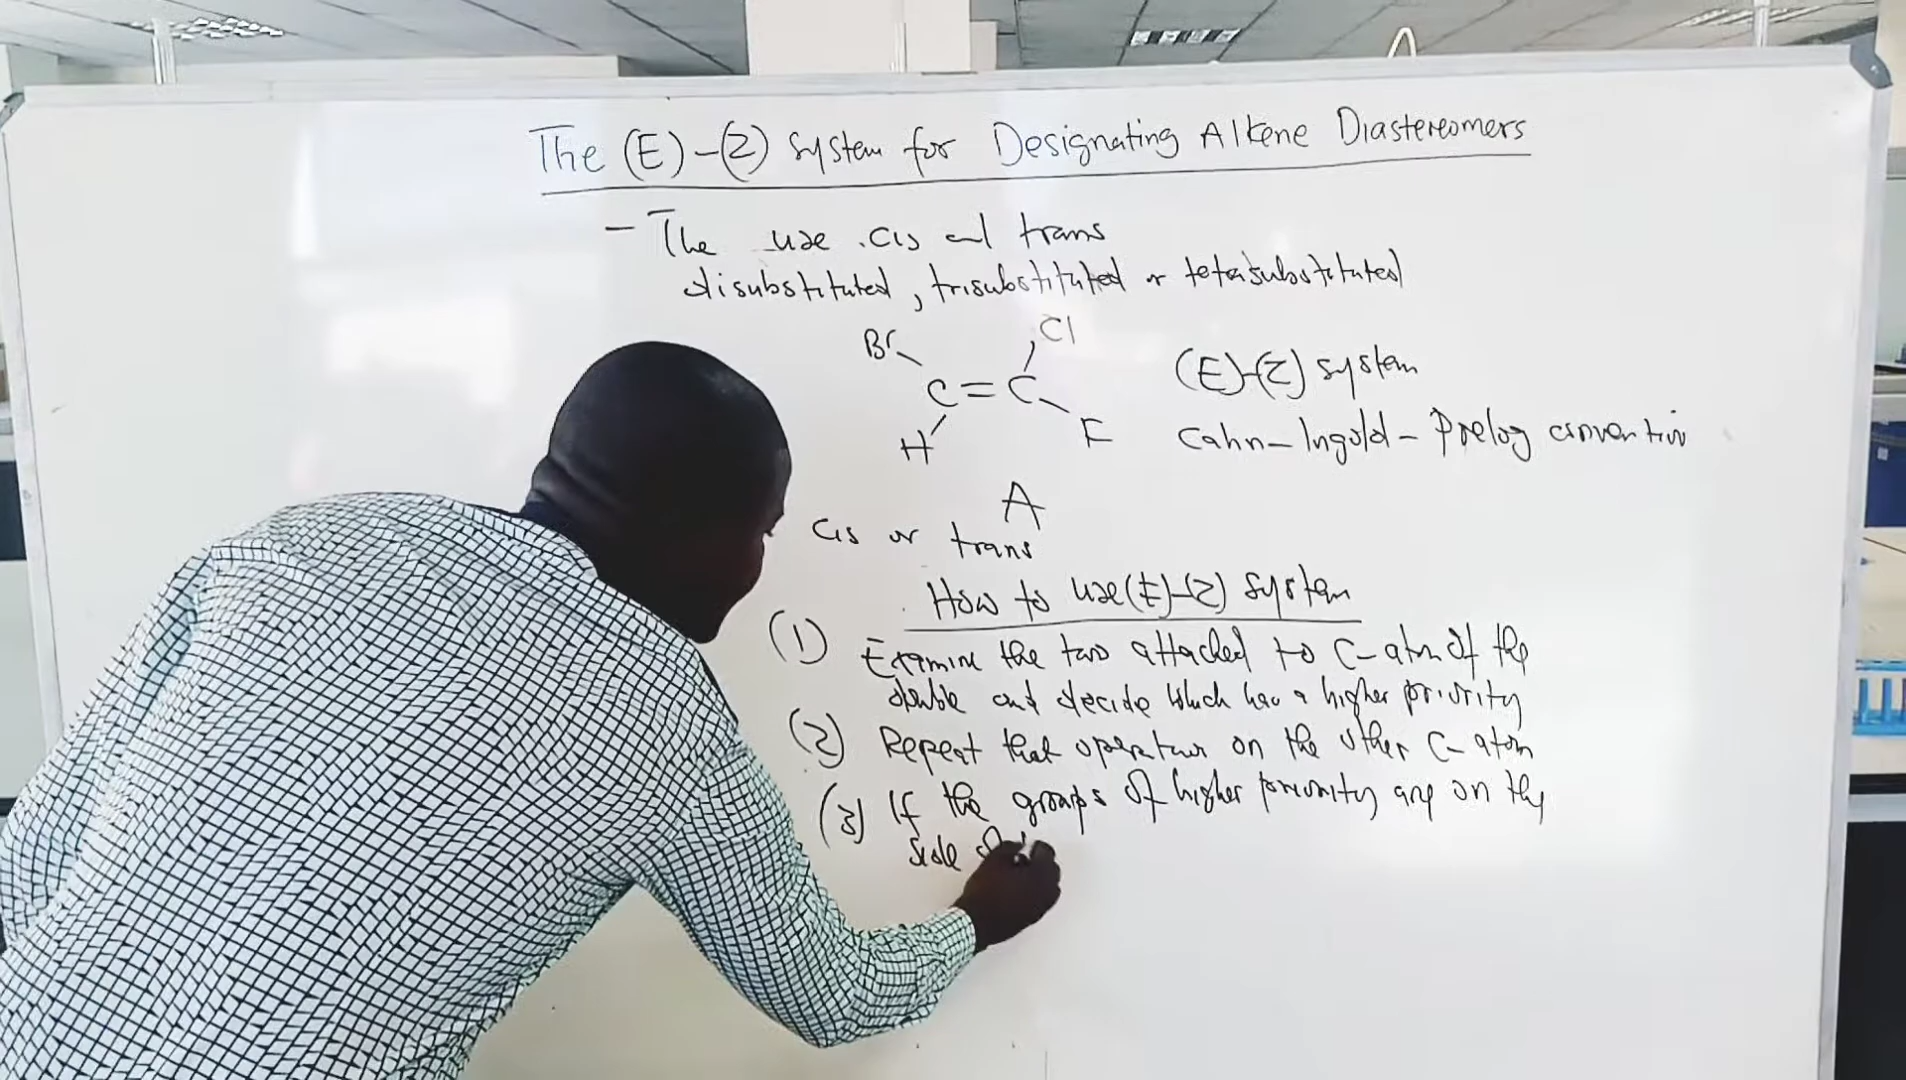 The (E)-(Z) system for Designating Alkene Diastereomers
- The use cis and trans
disubstituted, trisubstituted or tetrasubstituted
Br Cl
C=C
H F
A
(E)-(Z) system
Cahn-Ingold-Prelog convention
cis or trans
How to use (E)-(Z) system
(1) Examine the two attached to C-atom of the
double and decide which has a higher priority
(2) Repeat that operation on the other C-atom
(3) If the groups of higher priority are on the
side of